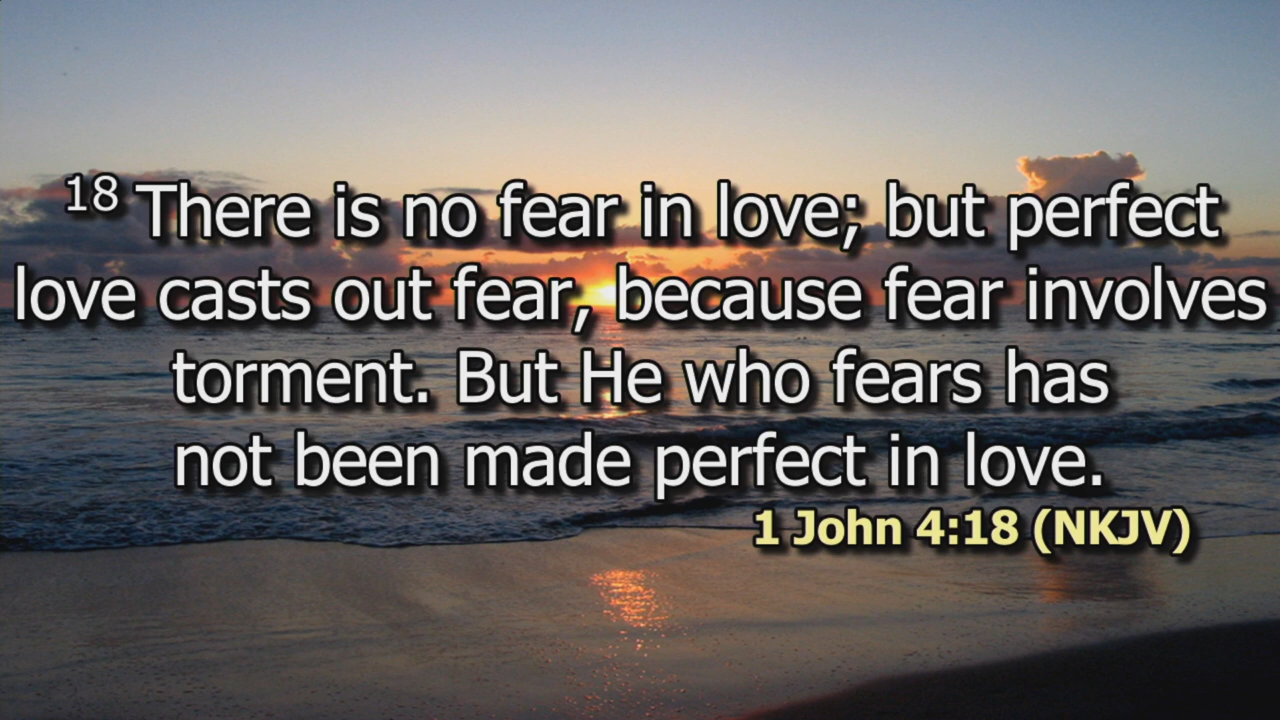 18 There is no fear in love; but perfect
love casts out fear, because fear involves
torment. But He who fears has
not been made perfect in love.
1 John 4:18 (NKJV)